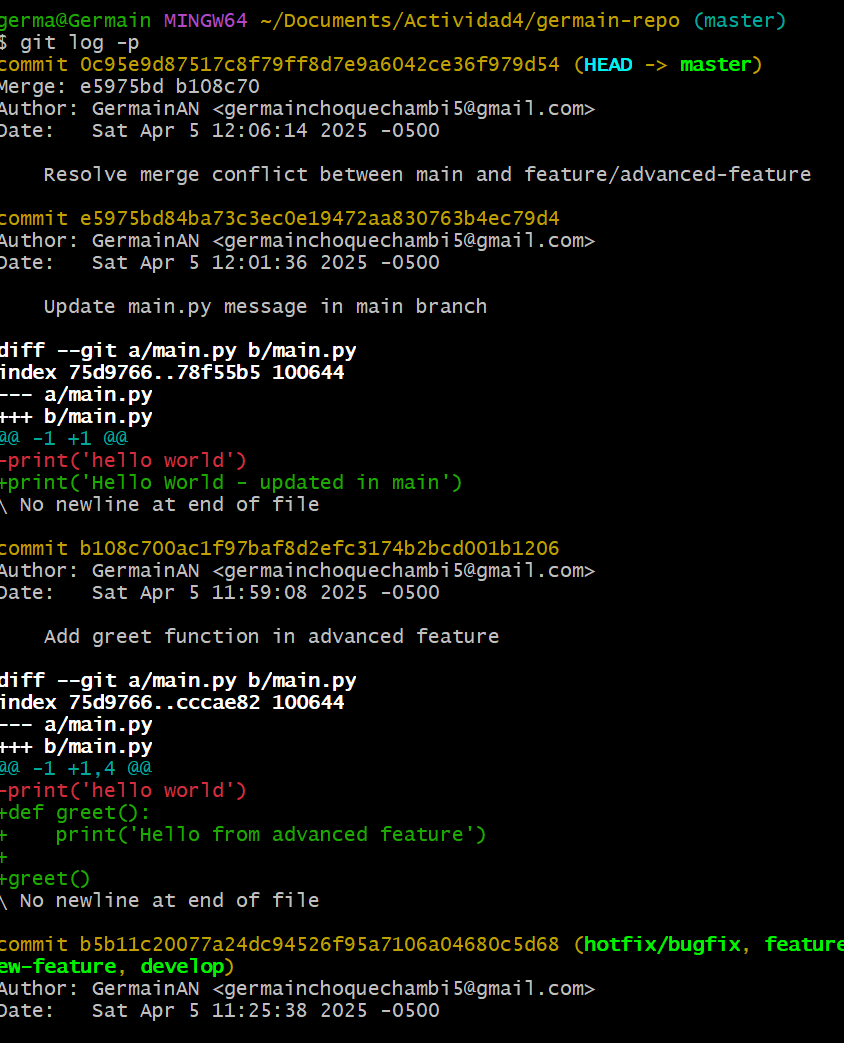 germa@Germain MINGW64 ~/Documents/Actividad4/germain-repo (master)
$ git log -p
commit 0c95e9d87517c8f79ff8d7e9a6042ce36f979d54 (HEAD -> master)
Merge: e5975bd b108c70
Author: GermainAN <germainchoquechambi5@gmail.com>
Date:   Sat Apr 5 12:06:14 2025 -0500

    Resolve merge conflict between main and feature/advanced-feature

commit e5975bd84ba73c3ec0e19472aa830763b4ec79d4
Author: GermainAN <germainchoquechambi5@gmail.com>
Date:   Sat Apr 5 12:01:36 2025 -0500

    Update main.py message in main branch

diff --git a/main.py b/main.py
index 75d9766..78f55b5 100644
--- a/main.py
+++ b/main.py
@@ -1 +1 @@
-print('hello world')
+print('Hello World - updated in main')
\ No newline at end of file

commit b108c700ac1f97baf8d2efc3174b2bcd001b1206
Author: GermainAN <germainchoquechambi5@gmail.com>
Date:   Sat Apr 5 11:59:08 2025 -0500

    Add greet function in advanced feature

diff --git a/main.py b/main.py
index 75d9766..cccae82 100644
--- a/main.py
+++ b/main.py
@@ -1 +1,4 @@
-print('hello world')
+def greet():
+    print('Hello from advanced feature')
+
+greet()
\ No newline at end of file

commit b5b11c20077a24dc94526f95a7106a04680c5d68 (hotfix/bugfix, feature
ew-feature, develop)
Author: GermainAN <germainchoquechambi5@gmail.com>
Date:   Sat Apr 5 11:25:38 2025 -0500